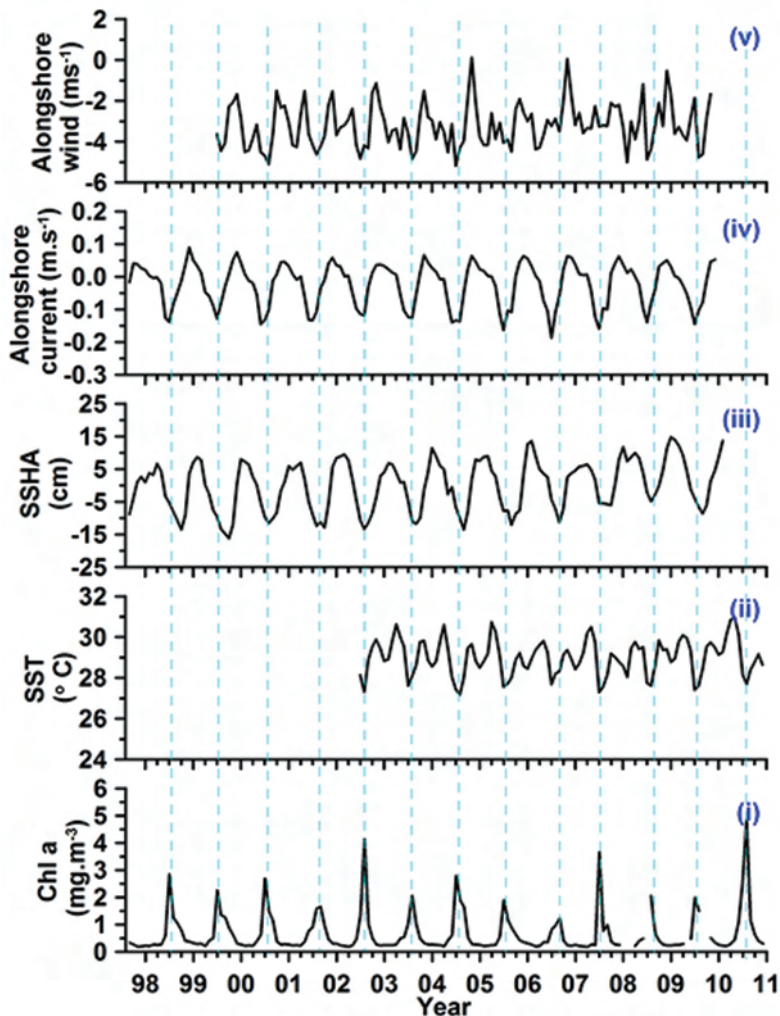 2
0
-2
-4
-6
Alongshore
wind (ms-1)
(v)
0.2
0.1
0.0
-0.1
-0.2
-0.3
Alongshore
current (m.s-1)
(iv)
25
15
5
-5
-15
-25
SSHA
(cm)
(iii)
32
30
28
26
24
SST
(o C)
(ii)
6
5
4
3
2
1
0
Chl a
(mg.m-3)
(i)
98 99 00 01 02 03 04 05 06 07 08 09 10 11
Year